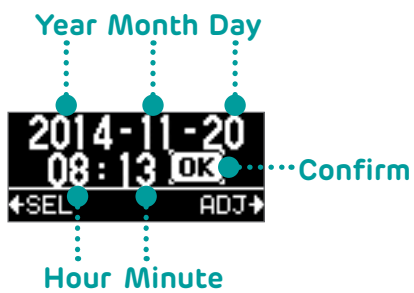 Year Month Day
2014-11-20
08:13 OK
Confirm
←SEL ADJ→
Hour Minute